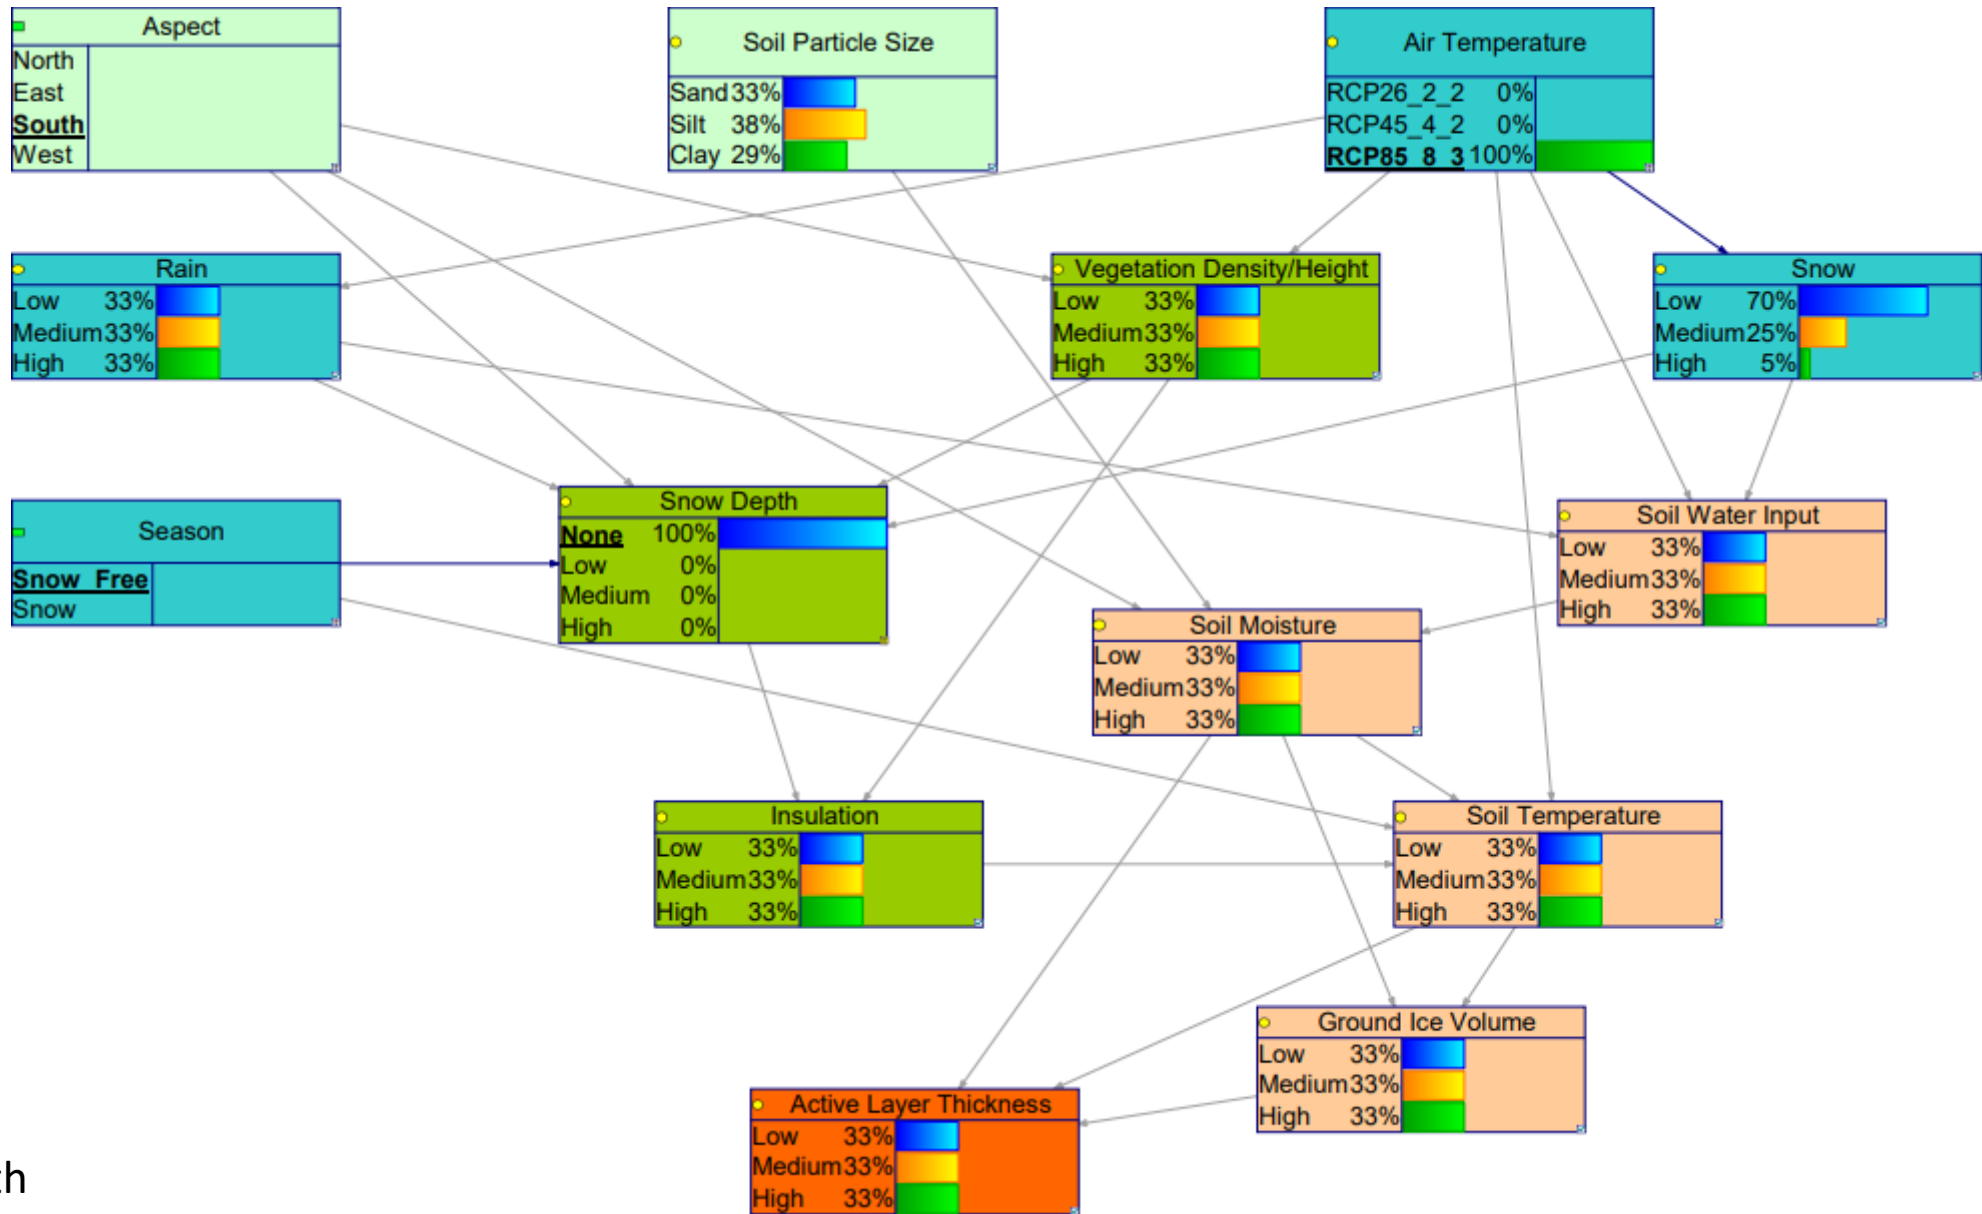 Aspect
North
East
South
West
Soil Particle Size
Sand 33%
Silt 38%
Clay 29%
Air Temperature
RCP26_2_2 0%
RCP45_4_2 0%
RCP85_8_3 100%
Rain
Low 33%
Medium 33%
High 33%
Vegetation Density/Height
Low 33%
Medium 33%
High 33%
Snow
Low 70%
Medium 25%
High 5%
Season
Snow_Free
Snow
Snow Depth
None 100%
Low 0%
Medium 0%
High 0%
Soil Water Input
Low 33%
Medium 33%
High 33%
Soil Moisture
Low 33%
Medium 33%
High 33%
Insulation
Low 33%
Medium 33%
High 33%
Soil Temperature
Low 33%
Medium 33%
High 33%
Ground Ice Volume
Low 33%
Medium 33%
High 33%
Active Layer Thickness
Low 33%
Medium 33%
High 33%